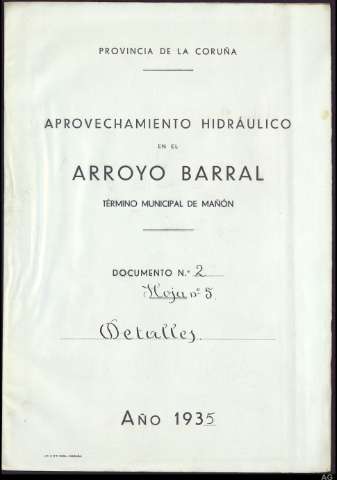 PROVINCIA DE LA CORUÑA
APROVECHAMIENTO HIDRÁULICO
EN EL
ARROYO BARRAL
TÉRMINO MUNICIPAL DE MAÑÓN
DOCUMENTO N.º 2
Hoja nº 5
Detalles.
AÑO 1935
AG